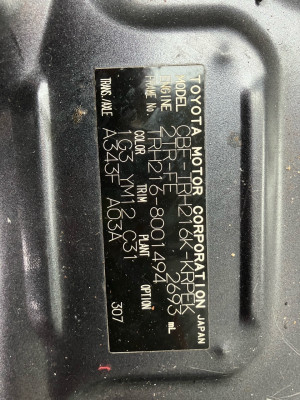 TOYOTA MOTOR CORPORATION JAPAN
MODEL CBF-TRH216K-KRPEK
ENGINE 2TR-FE 2693 mL
FRAME No. TRH216-8001494
COLOR TRIM PLANT OPTION
1G3 YM12 C31
TRANS/AXLE A343F A03A 307